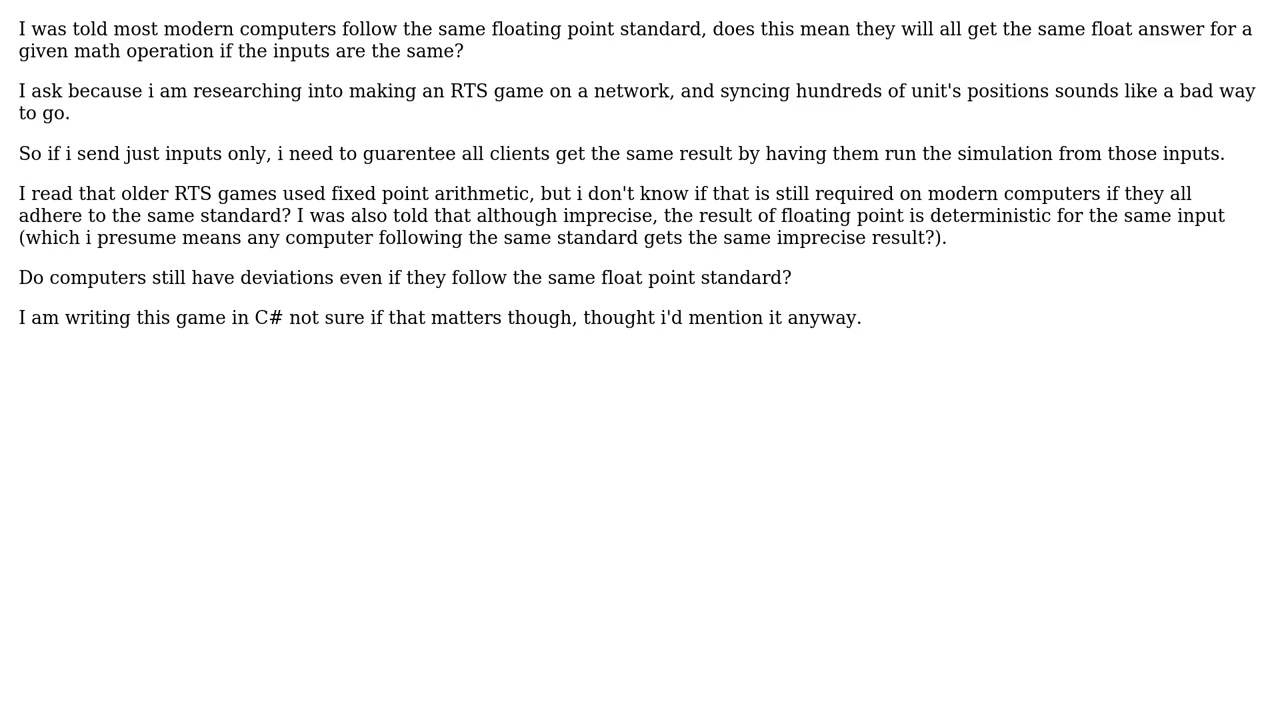 I was told most modern computers follow the same floating point standard, does this mean they will all get the same float answer for a
given math operation if the inputs are the same?
I ask because i am researching into making an RTS game on a network, and syncing hundreds of unit's positions sounds like a bad way
to go.
So if i send just inputs only, i need to guarentee all clients get the same result by having them run the simulation from those inputs.
I read that older RTS games used fixed point arithmetic, but i don't know if that is still required on modern computers if they all
adhere to the same standard? I was also told that although imprecise, the result of floating point is deterministic for the same input
(which i presume means any computer following the same standard gets the same imprecise result?).
Do computers still have deviations even if they follow the same float point standard?
I am writing this game in C# not sure if that matters though, thought i'd mention it anyway.